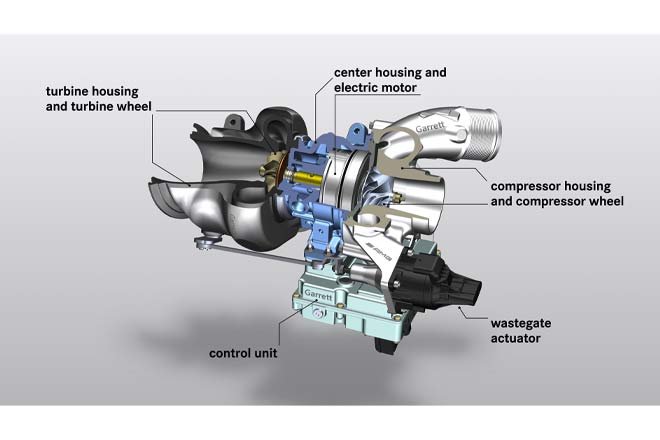 center housing and
electric motor
turbine housing
and turbine wheel
Garrett
compressor housing
and compressor wheel
AMG
Garrett
wastegate
actuator
control unit